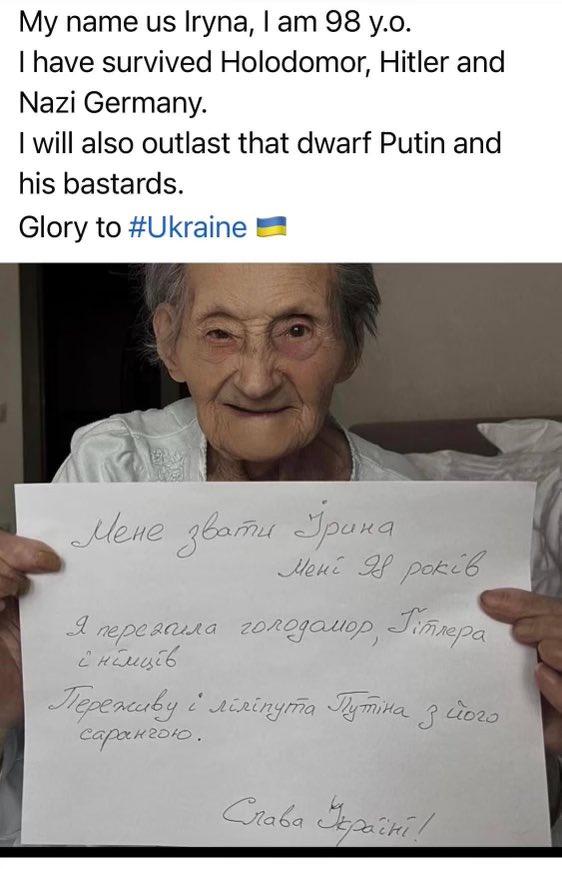 My name us Iryna, I am 98 y.o.
I have survived Holodomor, Hitler and
Nazi Germany.
I will also outlast that dwarf Putin and
his bastards.
Glory to #Ukraine 🇺🇦
Мене звати Ірина
Мені 98 років
Я пережила голодамор, Гітлера
і німців
Переживу і ліліпута Путіна з його
сарангою.
Слава Україні!